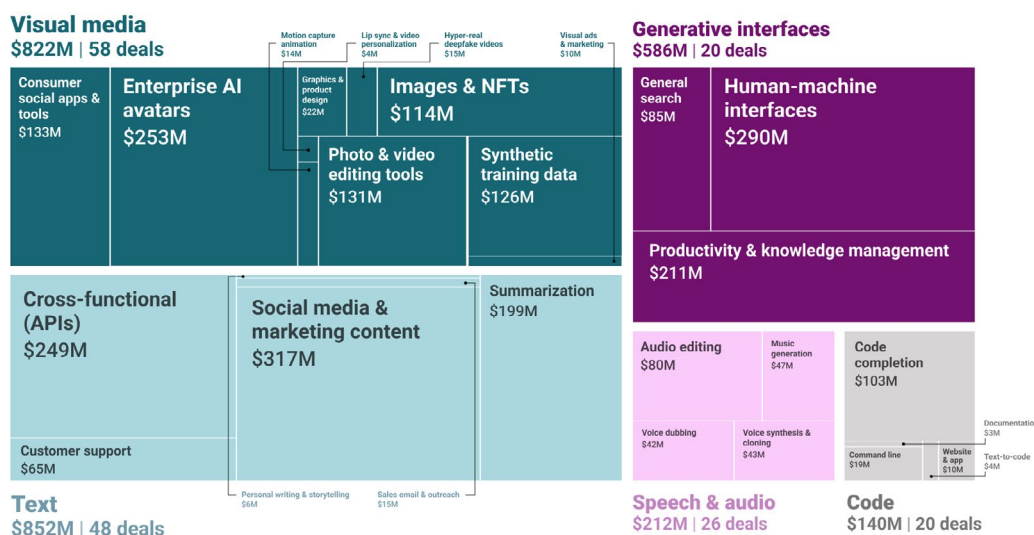 Visual media
$822M | 58 deals
Motion capture
animation
$14M
Lip sync & video
personalization
$4M
Hyper-real
deepfake videos
$15M
Visual ads
& marketing
$10M
Consumer
social apps &
tools
$133M
Enterprise AI
avatars
$253M
Graphics &
product
design
$22M
Images & NFTs
$114M
Photo & video
editing tools
$131M
Synthetic
training data
$126M
Generative interfaces
$586M | 20 deals
General
search
$85M
Human-machine
interfaces
$290M
Productivity & knowledge management
$211M
Cross-functional
(APIs)
$249M
Social media &
marketing content
$317M
Summarization
$199M
Customer support
$65M
Personal writing & storytelling
$6M
Sales email & outreach
$15M
Text
$852M | 48 deals
Audio editing
$80M
Music
generation
$47M
Voice dubbing
$42M
Voice synthesis &
cloning
$43M
Speech & audio
$212M | 26 deals
Code
completion
$103M
Command line
$19M
Website
& app
$10M
Documentatio
$3M
Text-to-code
$4M
Code
$140M | 20 deals